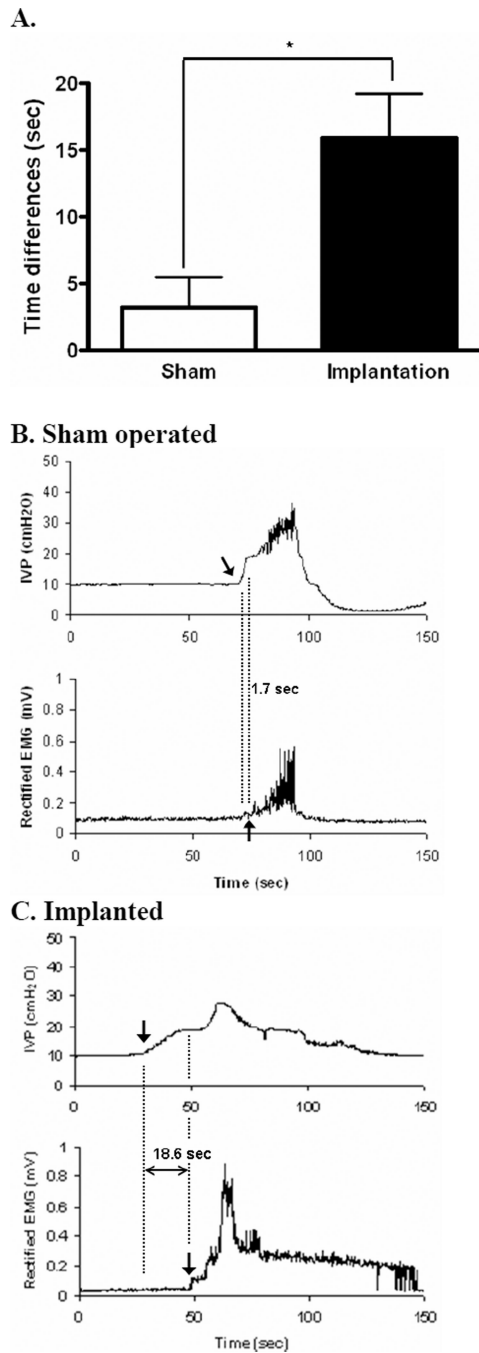 A.
*
Time differences (sec)
20
15
10
5
0
Sham Implantation
B. Sham operated
IVP (cmH2O)
50
40
30
20
10
0
0 50 100 150
1.7 sec
Rectified EMG (mV)
1
0.8
0.6
0.4
0.2
0
0 50 100 150
Time (sec)
C. Implanted
IVP (cmH₂O)
50
40
30
20
10
0
0 50 100 150
18.6 sec
Rectified EMG (mV)
1
0.8
0.6
0.4
0.2
0
0 50 100 150
Time (sec)